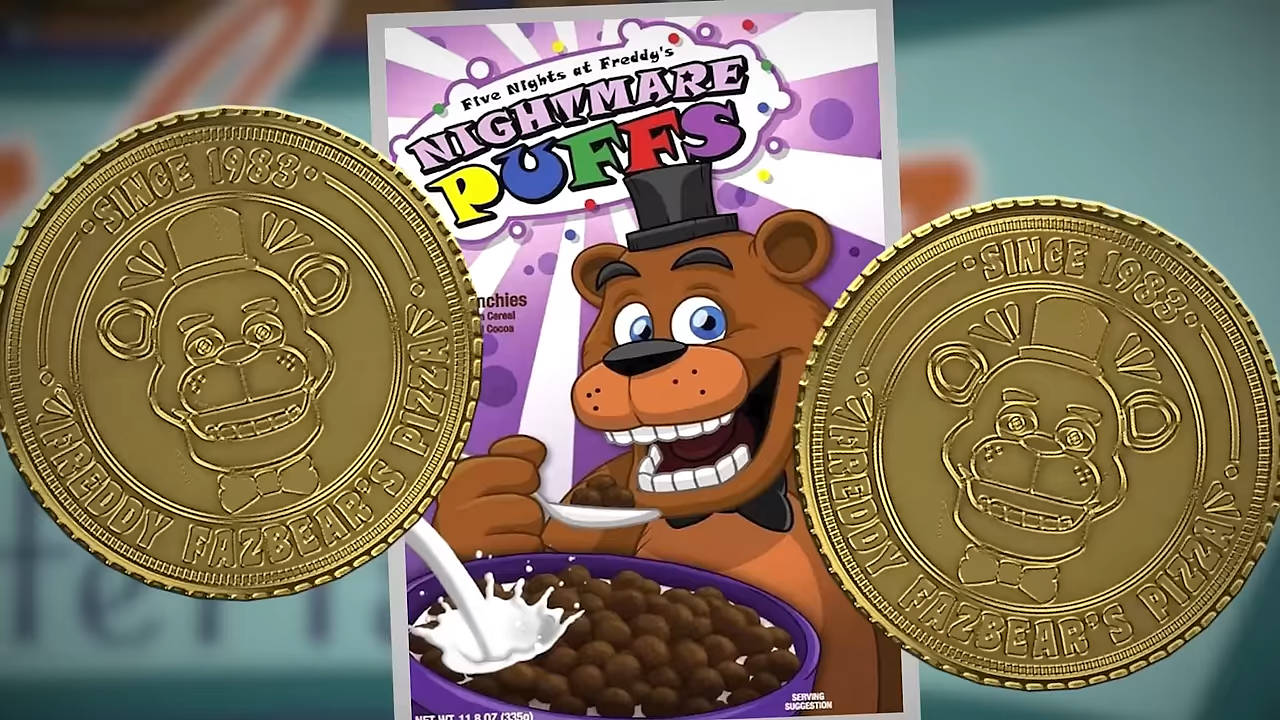 Five Nights at Freddy's
NIGHTMARE
PUFFS
SINCE 1983
FREDDY FAZBEAR'S PIZZA
SINCE 1983
FREDDY FAZBEAR'S PIZZA
Cereal
Cocoa
SERVING
SUGGESTION
NET WT 11.8 OZ (335g)